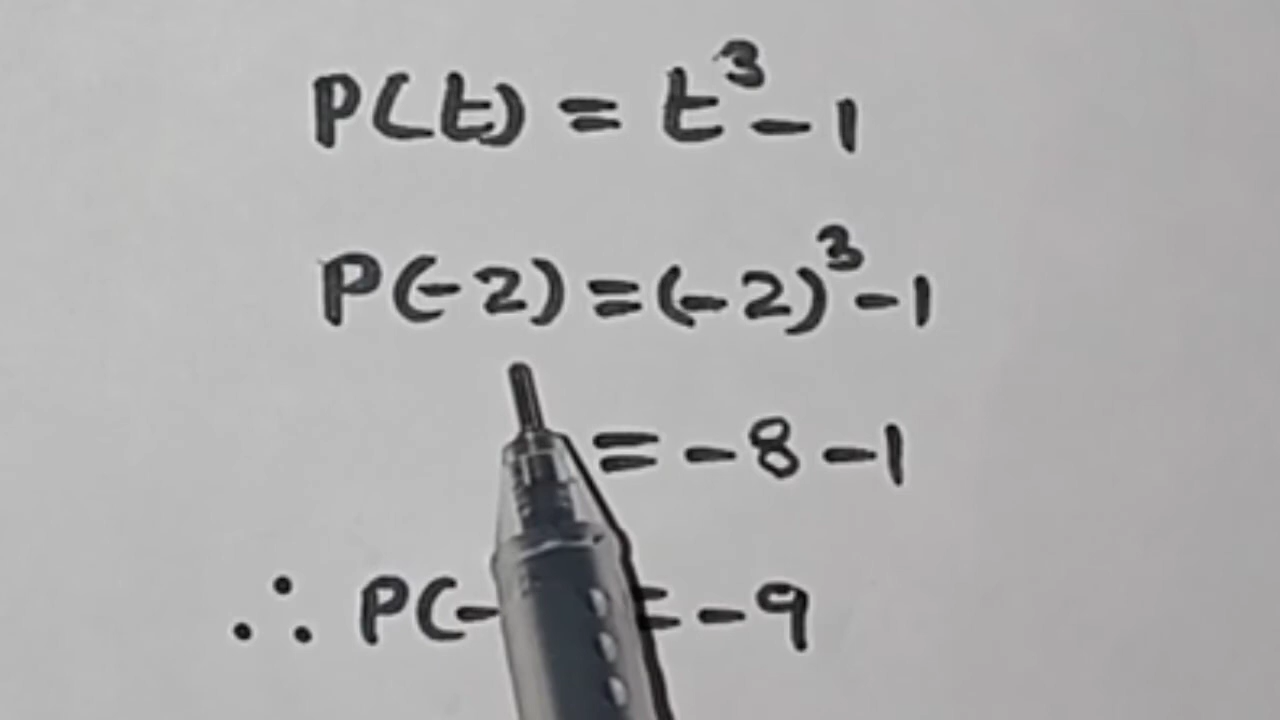 P(t) = t³ - 1
P(-2) = (-2)³ - 1
= -8 - 1
∴ P(- = -9